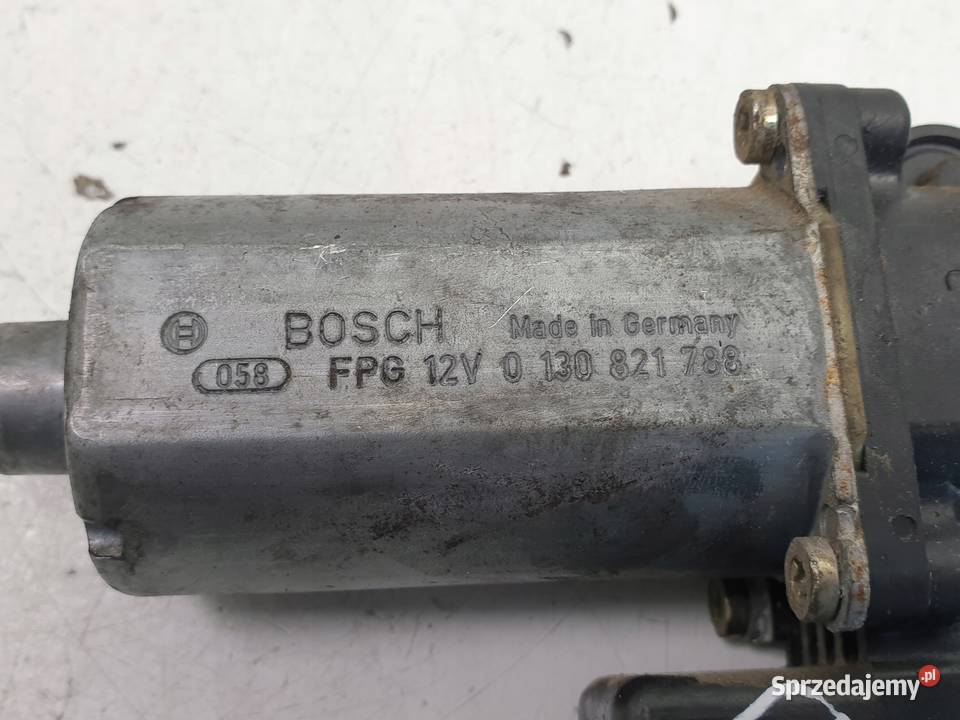 BOSCH Made in Germany
058 FPG 12V 0 130 821 788
Sprzedajemy.pl